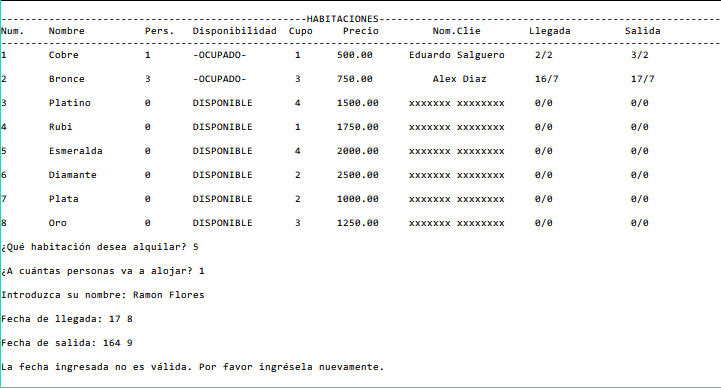 ---------------------------------------------------HABITACIONES---------------------------------------------------------
Num.    Nombre          Pers.   Disponibilidad  Cupo     Precio         Nom.Clie        Llegada         Salida
------------------------------------------------------------------------------------------------------------------------
1       Cobre           1       -OCUPADO-        1      500.00      Eduardo Salguero     2/2             3/2
2       Bronce          3       -OCUPADO-        3      750.00          Alex Diaz        16/7            17/7
3       Platino         0       DISPONIBLE       4      1500.00     xxxxxxx xxxxxxxx     0/0             0/0
4       Rubi            0       DISPONIBLE       1      1750.00     xxxxxxx xxxxxxxx     0/0             0/0
5       Esmeralda       0       DISPONIBLE       4      2000.00     xxxxxxx xxxxxxxx     0/0             0/0
6       Diamante        0       DISPONIBLE       2      2500.00     xxxxxxx xxxxxxxx     0/0             0/0
7       Plata           0       DISPONIBLE       2      1000.00     xxxxxxx xxxxxxxx     0/0             0/0
8       Oro             0       DISPONIBLE       3      1250.00     xxxxxxx xxxxxxxx     0/0             0/0
¿Qué habitación desea alquilar? 5
¿A cuántas personas va a alojar? 1
Introduzca su nombre: Ramon Flores
Fecha de llegada: 17 8
Fecha de salida: 164 9
La fecha ingresada no es válida. Por favor ingrésela nuevamente.